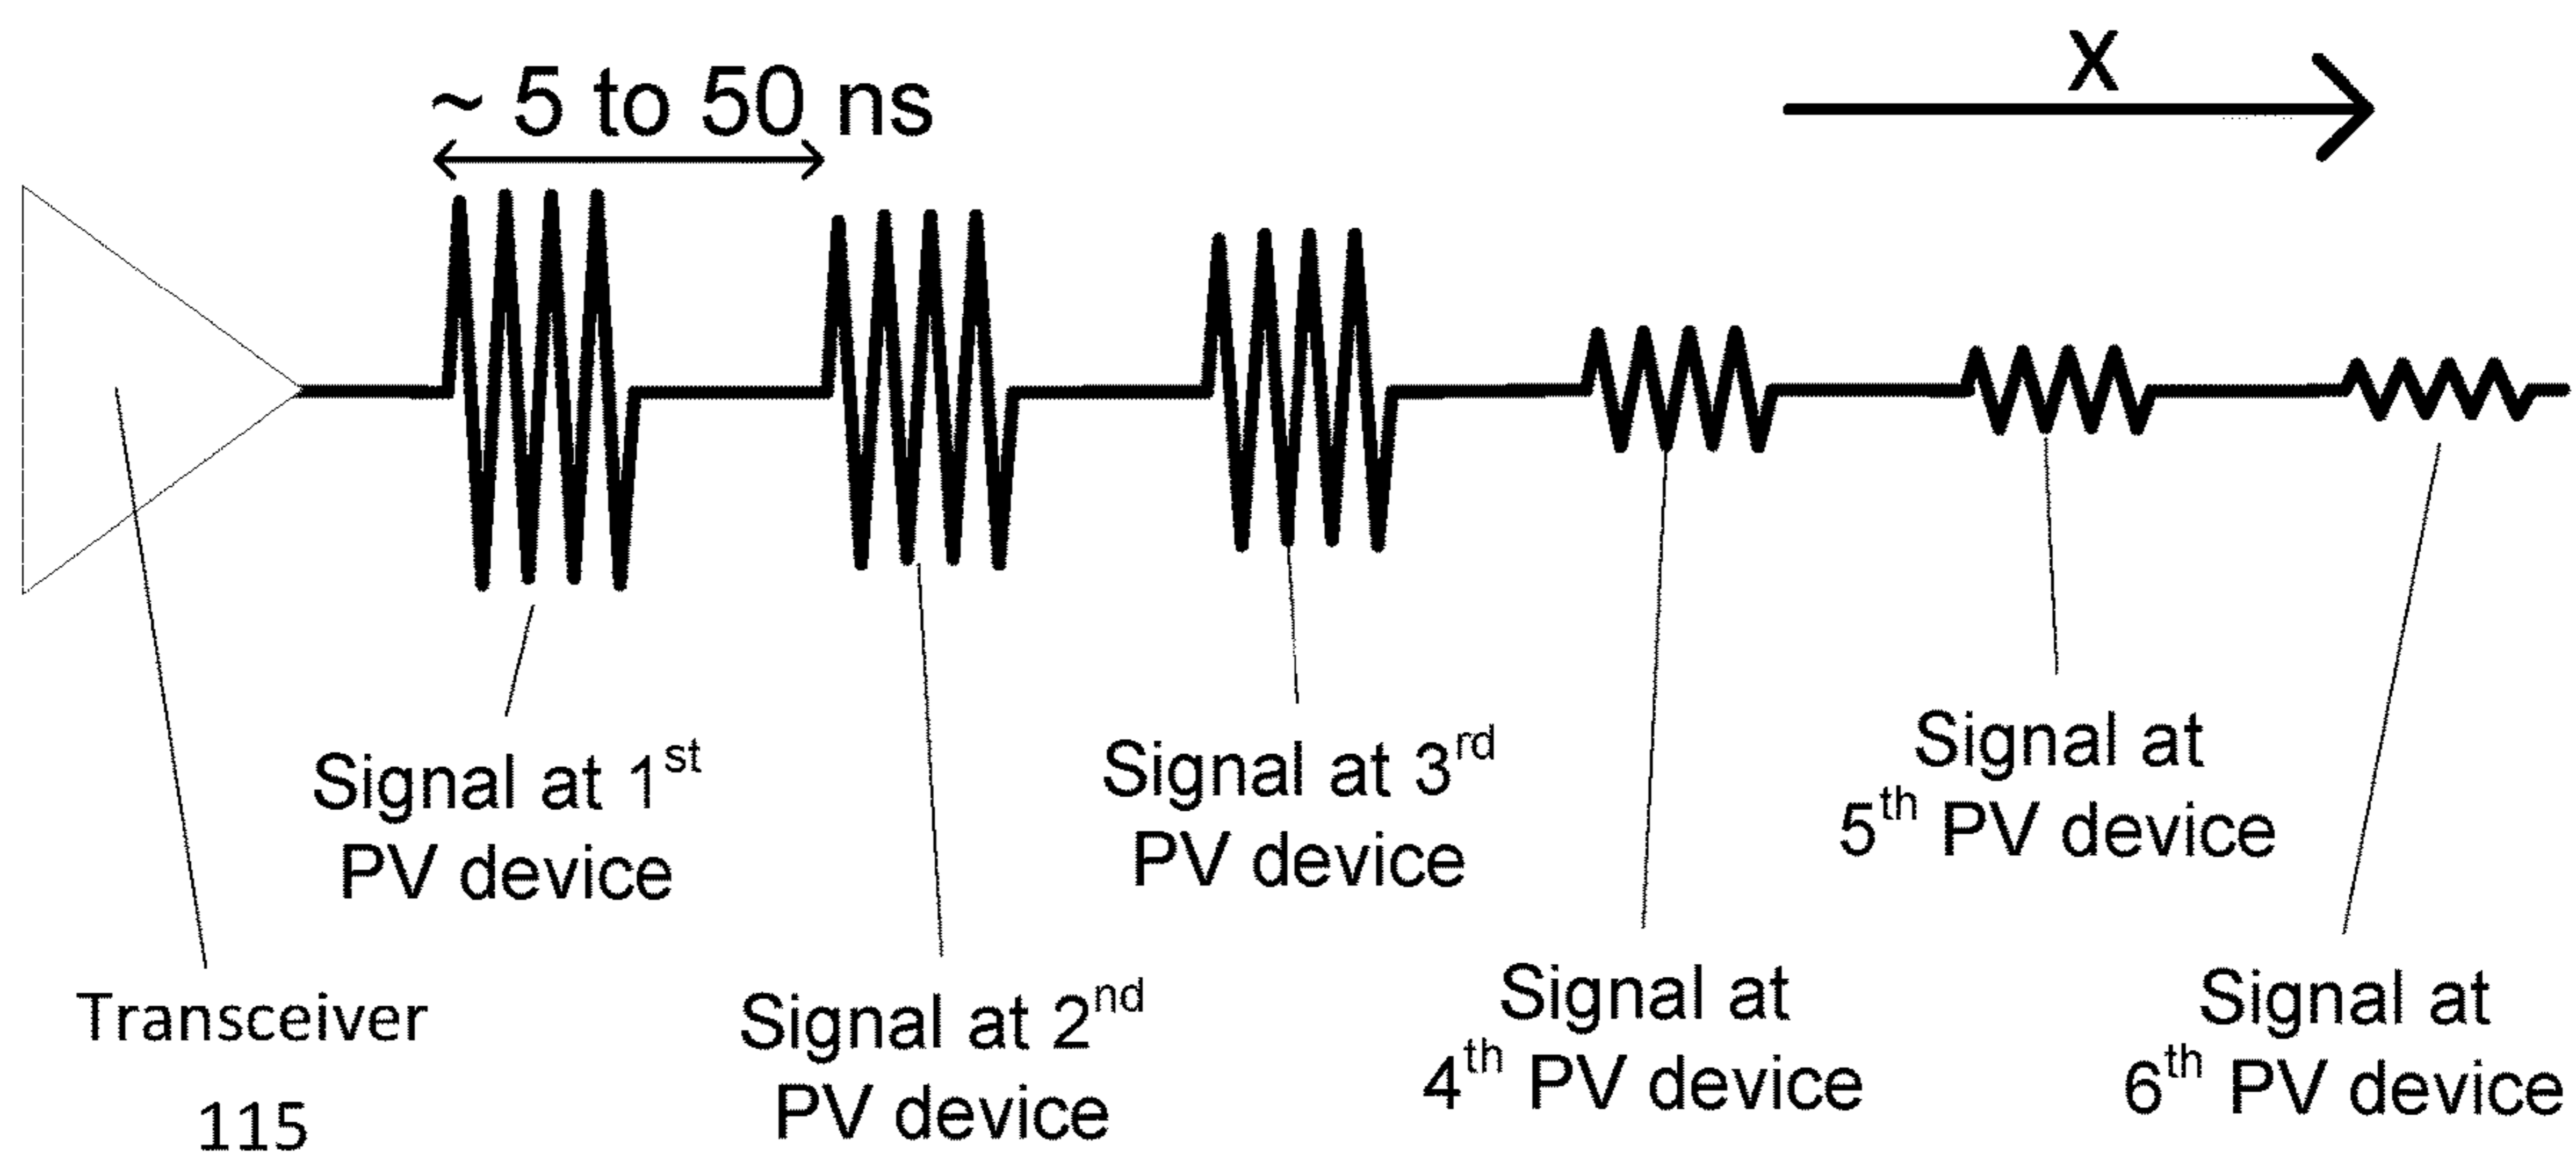 ~ 5 to 50 ns
X
Signal at 1st
PV device
Signal at 3rd
PV device
Signal at
5th PV device
Transceiver
115
Signal at 2nd
PV device
Signal at
4th PV device
Signal at
6th PV device